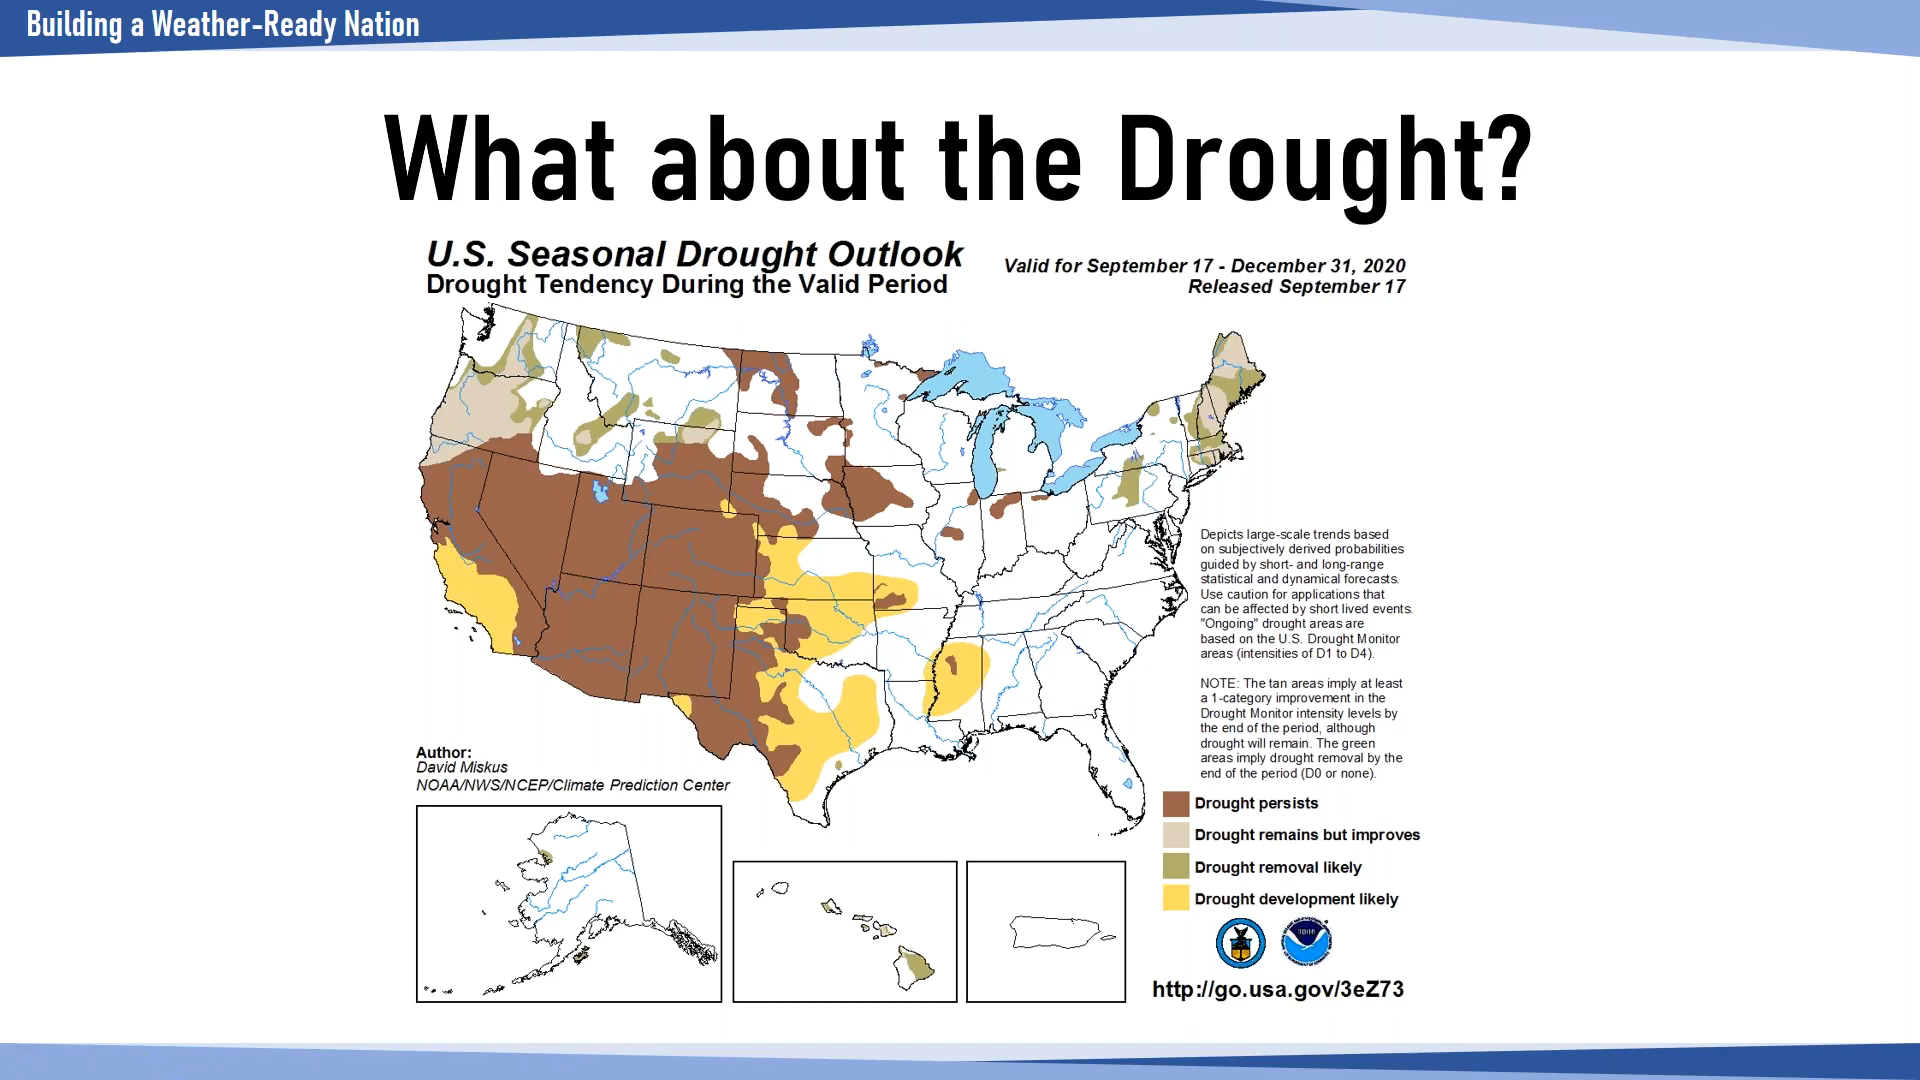 Building a Weather-Ready Nation
What about the Drought?
U.S. Seasonal Drought Outlook
Drought Tendency During the Valid Period
Valid for September 17 - December 31, 2020
Released September 17
Depicts large-scale trends based
on subjectively derived probabilities
guided by short- and long-range
statistical and dynamical forecasts.
Use caution for applications that
can be affected by short lived events.
"Ongoing" drought areas are
based on the U.S. Drought Monitor
areas (intensities of D1 to D4).
NOTE: The tan areas imply at least
a 1-category improvement in the
Drought Monitor intensity levels by
the end of the period, although
drought will remain. The green
areas imply drought removal by the
end of the period (D0 or none).
Author:
David Miskus
NOAA/NWS/NCEP/Climate Prediction Center
Drought persists
Drought remains but improves
Drought removal likely
Drought development likely
http://go.usa.gov/3eZ73